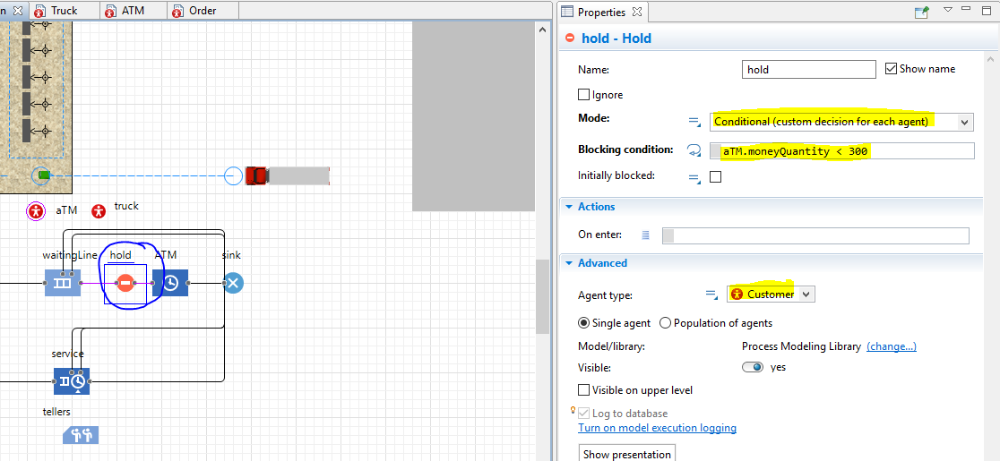 n
Truck
ATM
Order
aTM
truck
waitingLine
hold
ATM
sink
service
tellers
Properties
hold - Hold
Name:
hold
Show name
Ignore
Mode:
Conditional (custom decision for each agent)
Blocking condition:
aTM.moneyQuantity < 300
Initially blocked:
Actions
On enter:
Advanced
Agent type:
Customer
Single agent
Population of agents
Model/library:
Process Modeling Library (change...)
Visible:
yes
Visible on upper level
Log to database
Turn on model execution logging
Show presentation